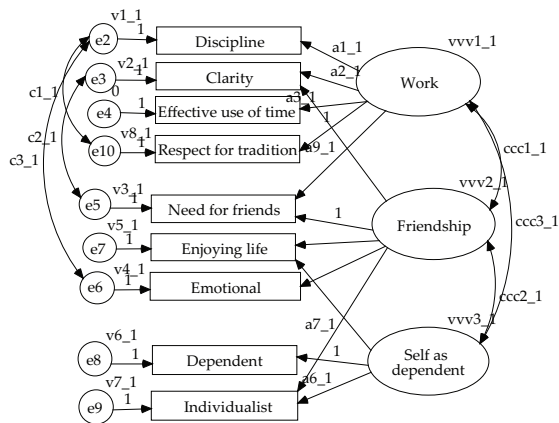 v1_1
e2
1
Discipline
a1_1
vvv1_1
v2_1
e3
1
Clarity
a2_1
Work
0
e4
1
Effective use of time
a3_1
1
c1_1
v8_1
e10
1
Respect for tradition
a9_1
c2_1
c3_1
ccc1_1
v3_1
e5
1
Need for friends
1
vvv2_1
Friendship
ccc3_1
v5_1
e7
1
Enjoying life
v4_1
e6
1
Emotional
ccc2_1
a7_1
vvv3_1
v6_1
e8
1
Dependent
1
Self as
dependent
a6_1
v7_1
e9
1
Individualist